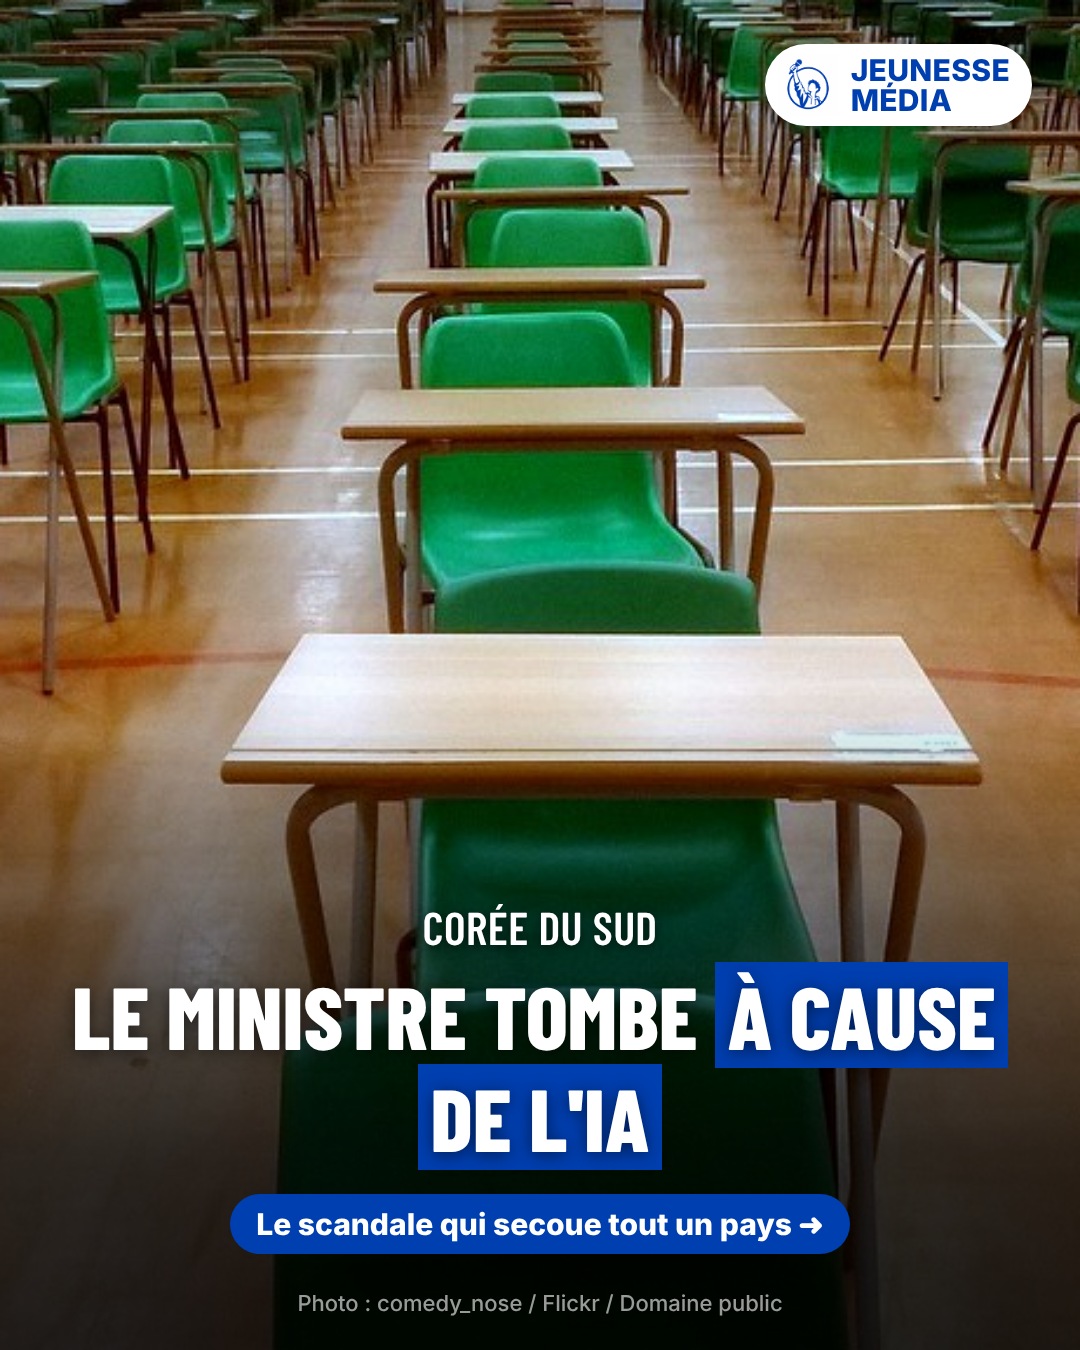 JEUNESSE
MÉDIA
CORÉE DU SUD
LE MINISTRE TOMBE À CAUSE
DE L'IA
Le scandale qui secoue tout un pays ➜
Photo : comedy_nose / Flickr / Domaine public